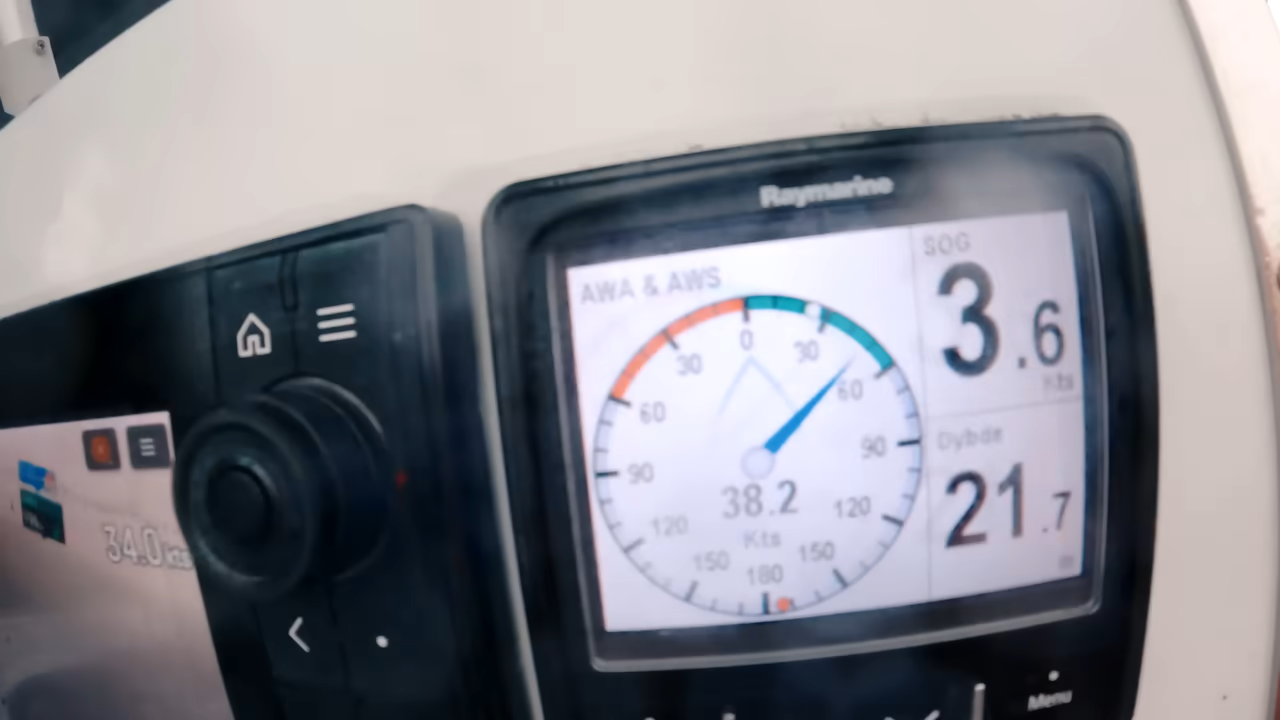 Raymarine
AWA & AWS
0
30
30
60
60
90
90
120
120
150
150
180
38.2
Kts
SOG
3.6
Kts
Dybde
21.7
m
34.0 kts
Menu